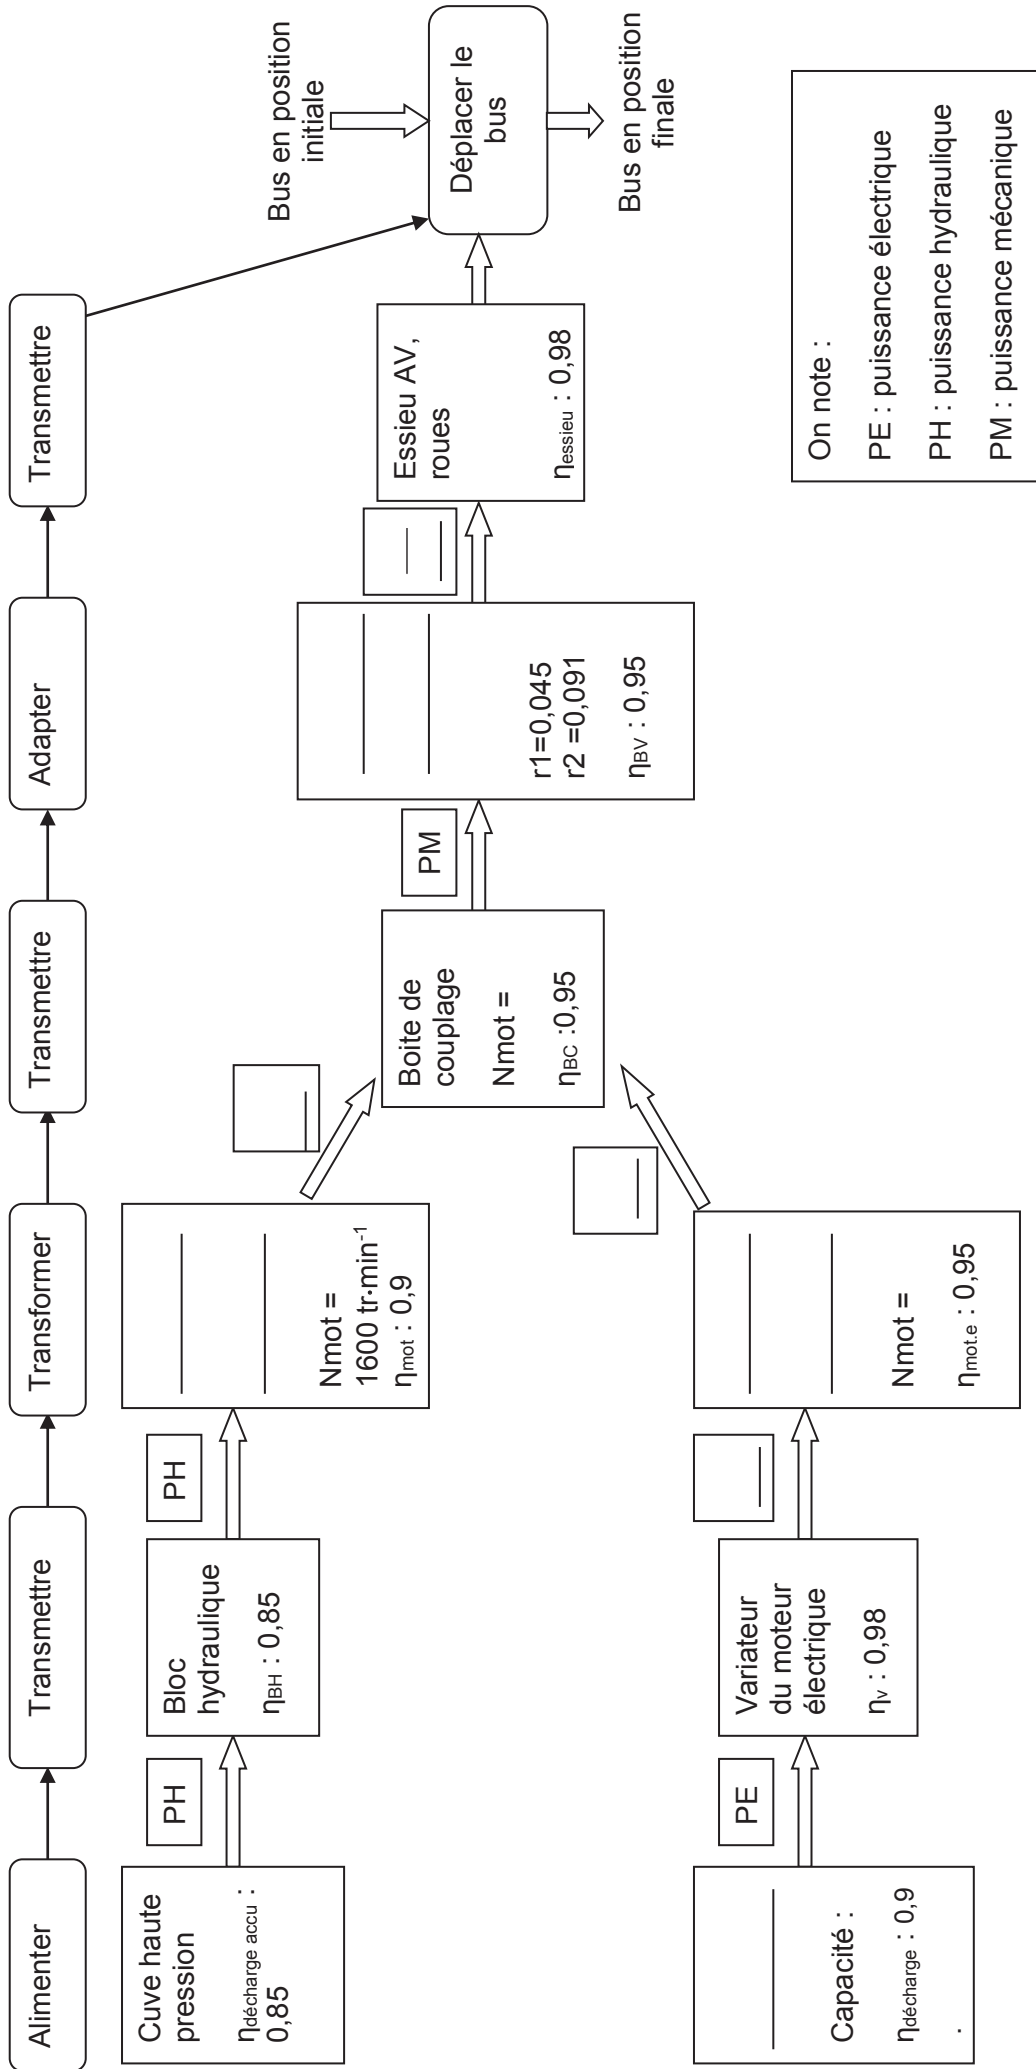 Alimenter
Transmettre
Transformer
Transmettre
Adapter
Transmettre
Cuve haute
pression
ηdécharge accu :
0,85
PH
Bloc
hydraulique
ηBH : 0,85
PH
Nmot =
1600 tr·min-1
ηmot : 0,9
Capacité :
ηdécharge : 0,9
.
PE
Variateur
du moteur
électrique
ηv : 0,98
Nmot =
ηmot.e : 0,95
Boite de
couplage
Nmot =
ηBC :0,95
PM
r1=0,045
r2 =0,091
ηBV : 0,95
Essieu AV,
roues
ηessieu : 0,98
Bus en position
initiale
Déplacer le
bus
Bus en position
finale
On note :
PE : puissance électrique
PH : puissance hydraulique
PM : puissance mécanique